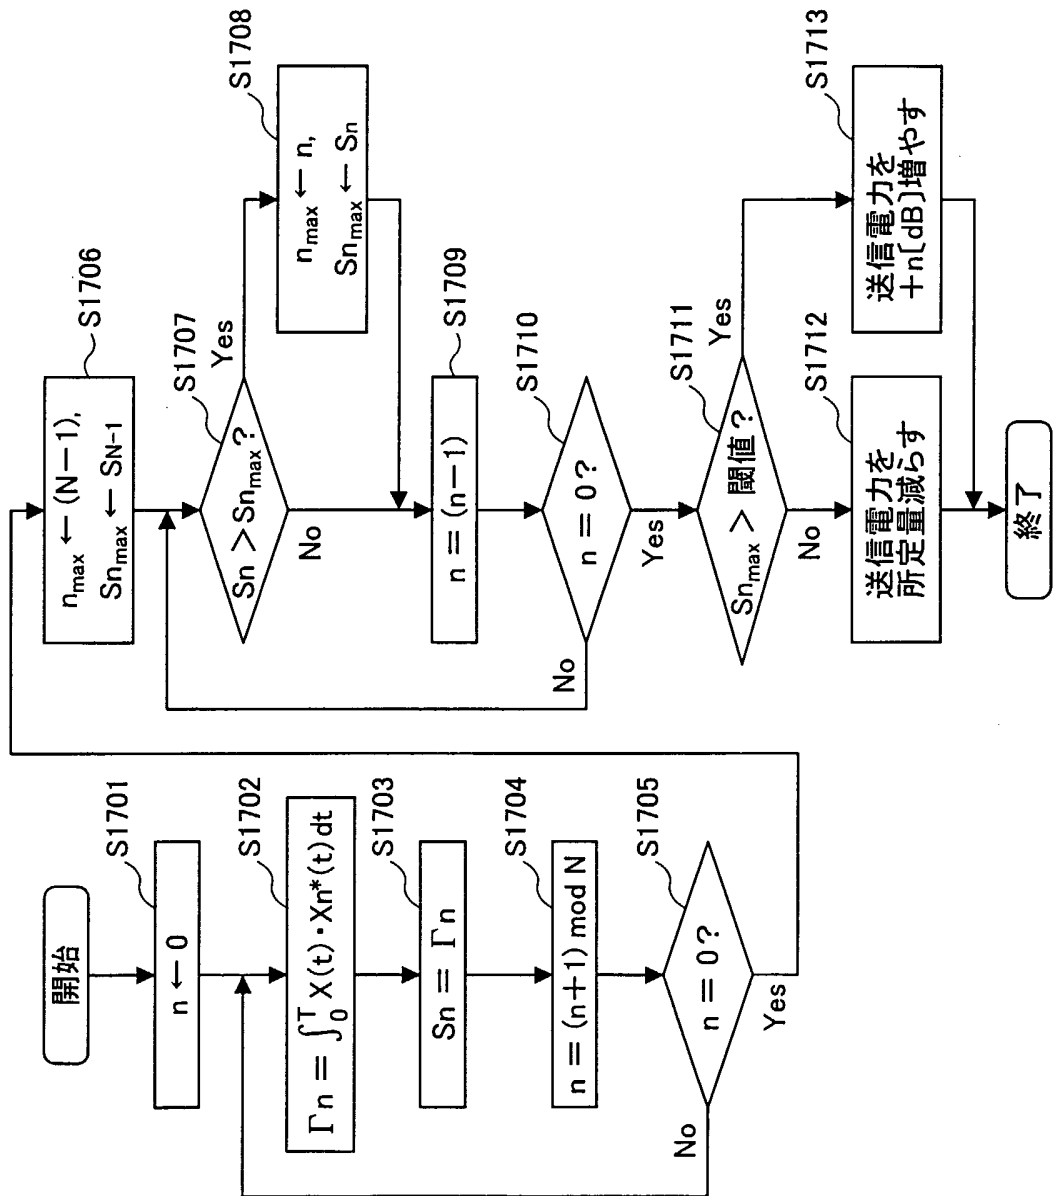 開始
S1701
n ← 0
S1702
Γn = ∫₀ᵀ X(t)・Xn*(t)dt
S1703
Sn = Γn
S1704
n = (n+1) mod N
S1705
n = 0?
No
Yes
S1706
nmax ← (N−1),
Snmax ← SN-1
S1707
Sn > Snmax?
Yes
No
S1708
nmax ← n,
Snmax ← Sn
S1709
n = (n−1)
S1710
n = 0?
No
Yes
S1711
Snmax > 閾値?
Yes
No
S1712
送信電力を
所定量減らす
S1713
送信電力を
+n[dB]増やす
終了